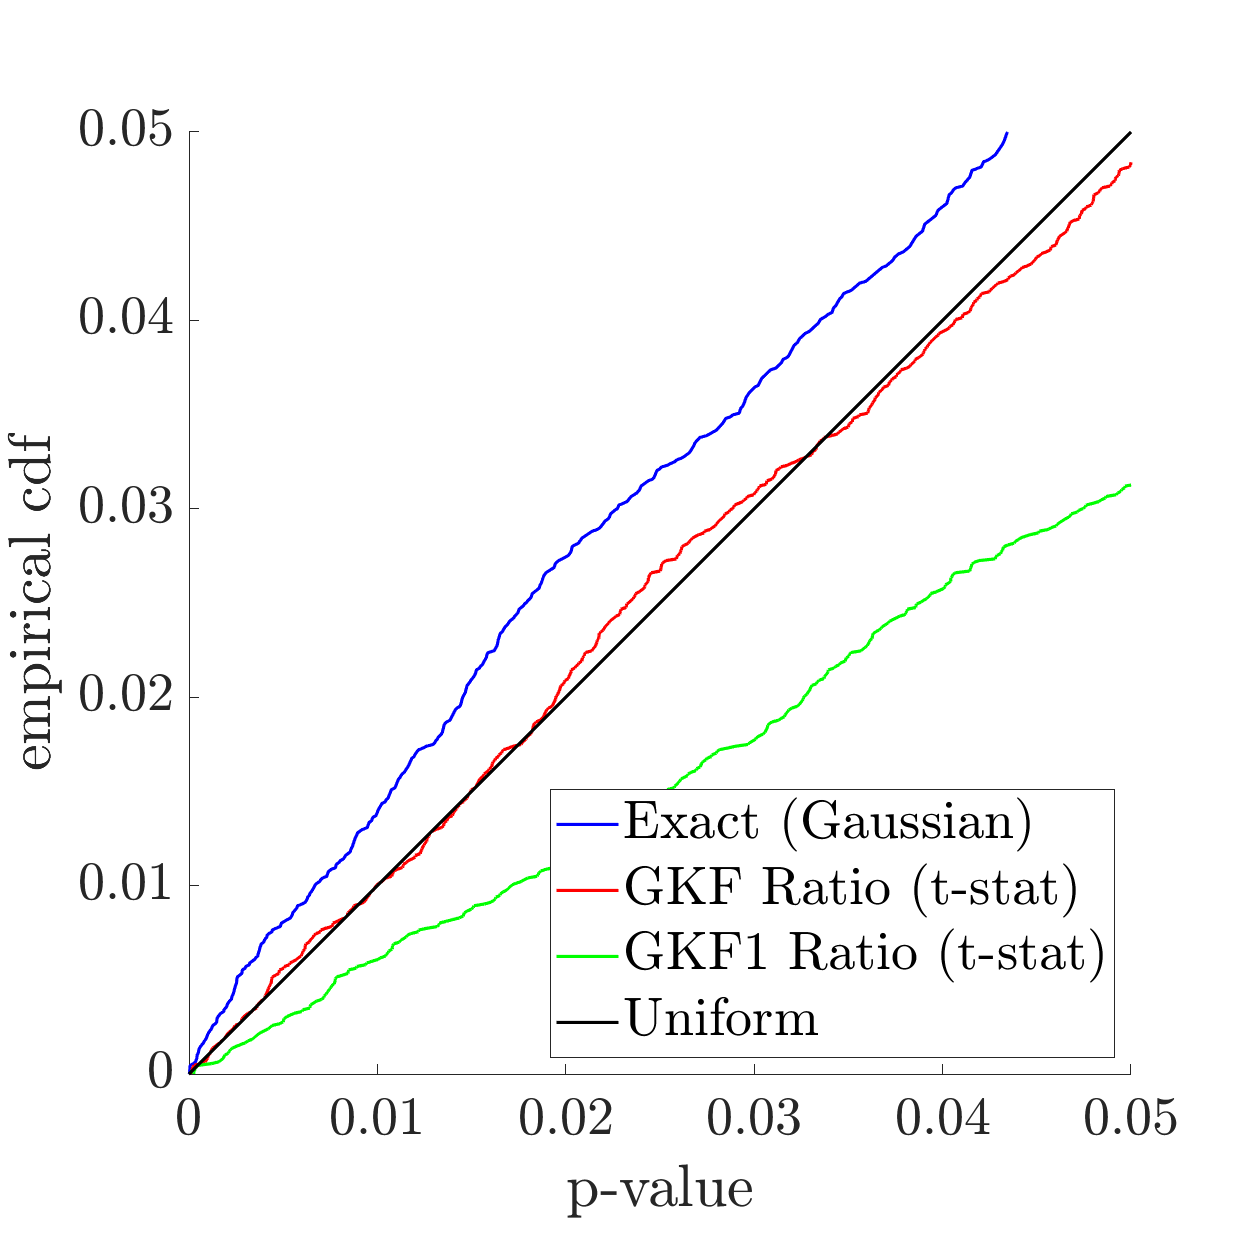 0.05
0.04
0.03
0.02
0.01
0
empirical cdf
Exact (Gaussian)
GKF Ratio (t-stat)
GKF1 Ratio (t-stat)
Uniform
0 0.01 0.02 0.03 0.04 0.05
p-value